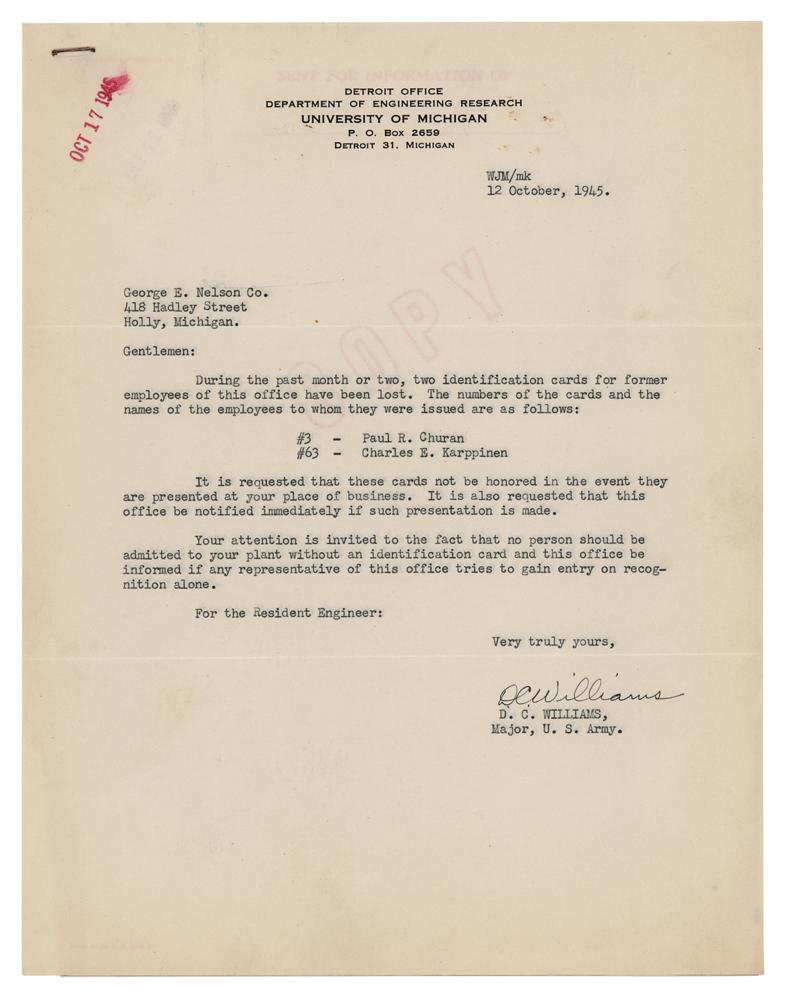 SENT FOR INFORMATION OF
OCT 17 1945
DETROIT OFFICE
DEPARTMENT OF ENGINEERING RESEARCH
UNIVERSITY OF MICHIGAN
P. O. Box 2659
DETROIT 31, MICHIGAN
WJM/mk
12 October, 1945.
COPY
George E. Nelson Co.
418 Hadley Street
Holly, Michigan.
Gentlemen:
During the past month or two, two identification cards for former
employees of this office have been lost. The numbers of the cards and the
names of the employees to whom they were issued are as follows:
#3 - Paul R. Churan
#63 - Charles E. Karppinen
It is requested that these cards not be honored in the event they
are presented at your place of business. It is also requested that this
office be notified immediately if such presentation is made.
Your attention is invited to the fact that no person should be
admitted to your plant without an identification card and this office be
informed if any representative of this office tries to gain entry on recog-
nition alone.
For the Resident Engineer:
Very truly yours,
DCWilliams
D. C. WILLIAMS,
Major, U. S. Army.